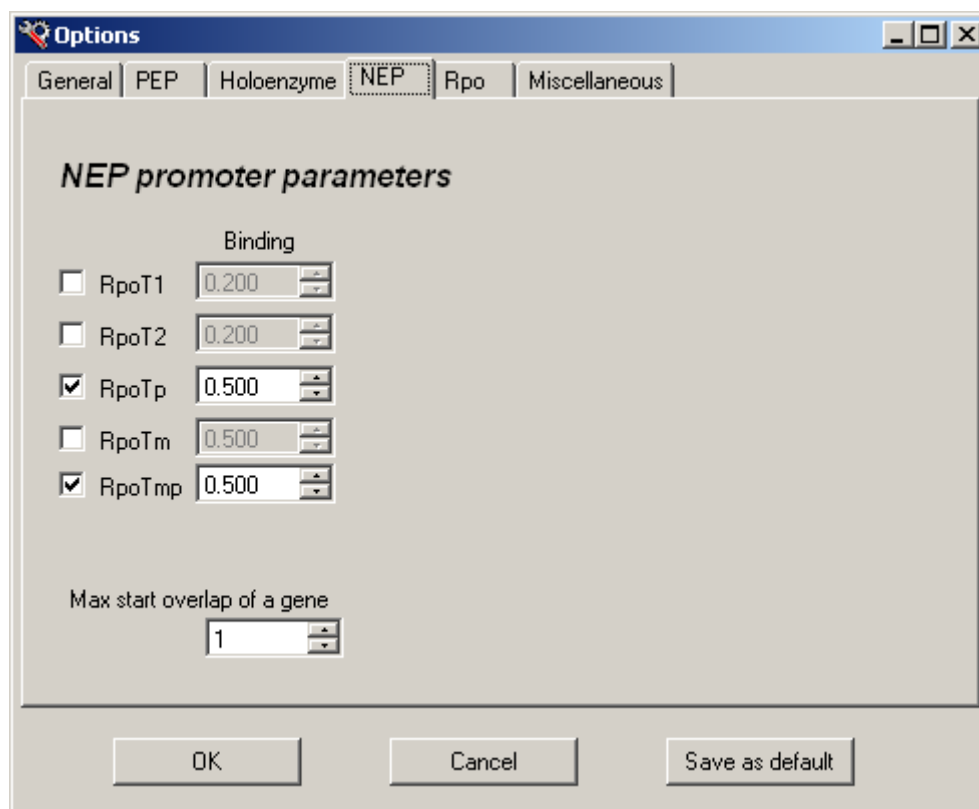 Options
General PEP Holoenzyme NEP Rpo Miscellaneous
NEP promoter parameters
Binding
RpoT1 0.200
RpoT2 0.200
RpoTp 0.500
RpoTm 0.500
RpoTmp 0.500
Max start overlap of a gene
1
OK Cancel Save as default